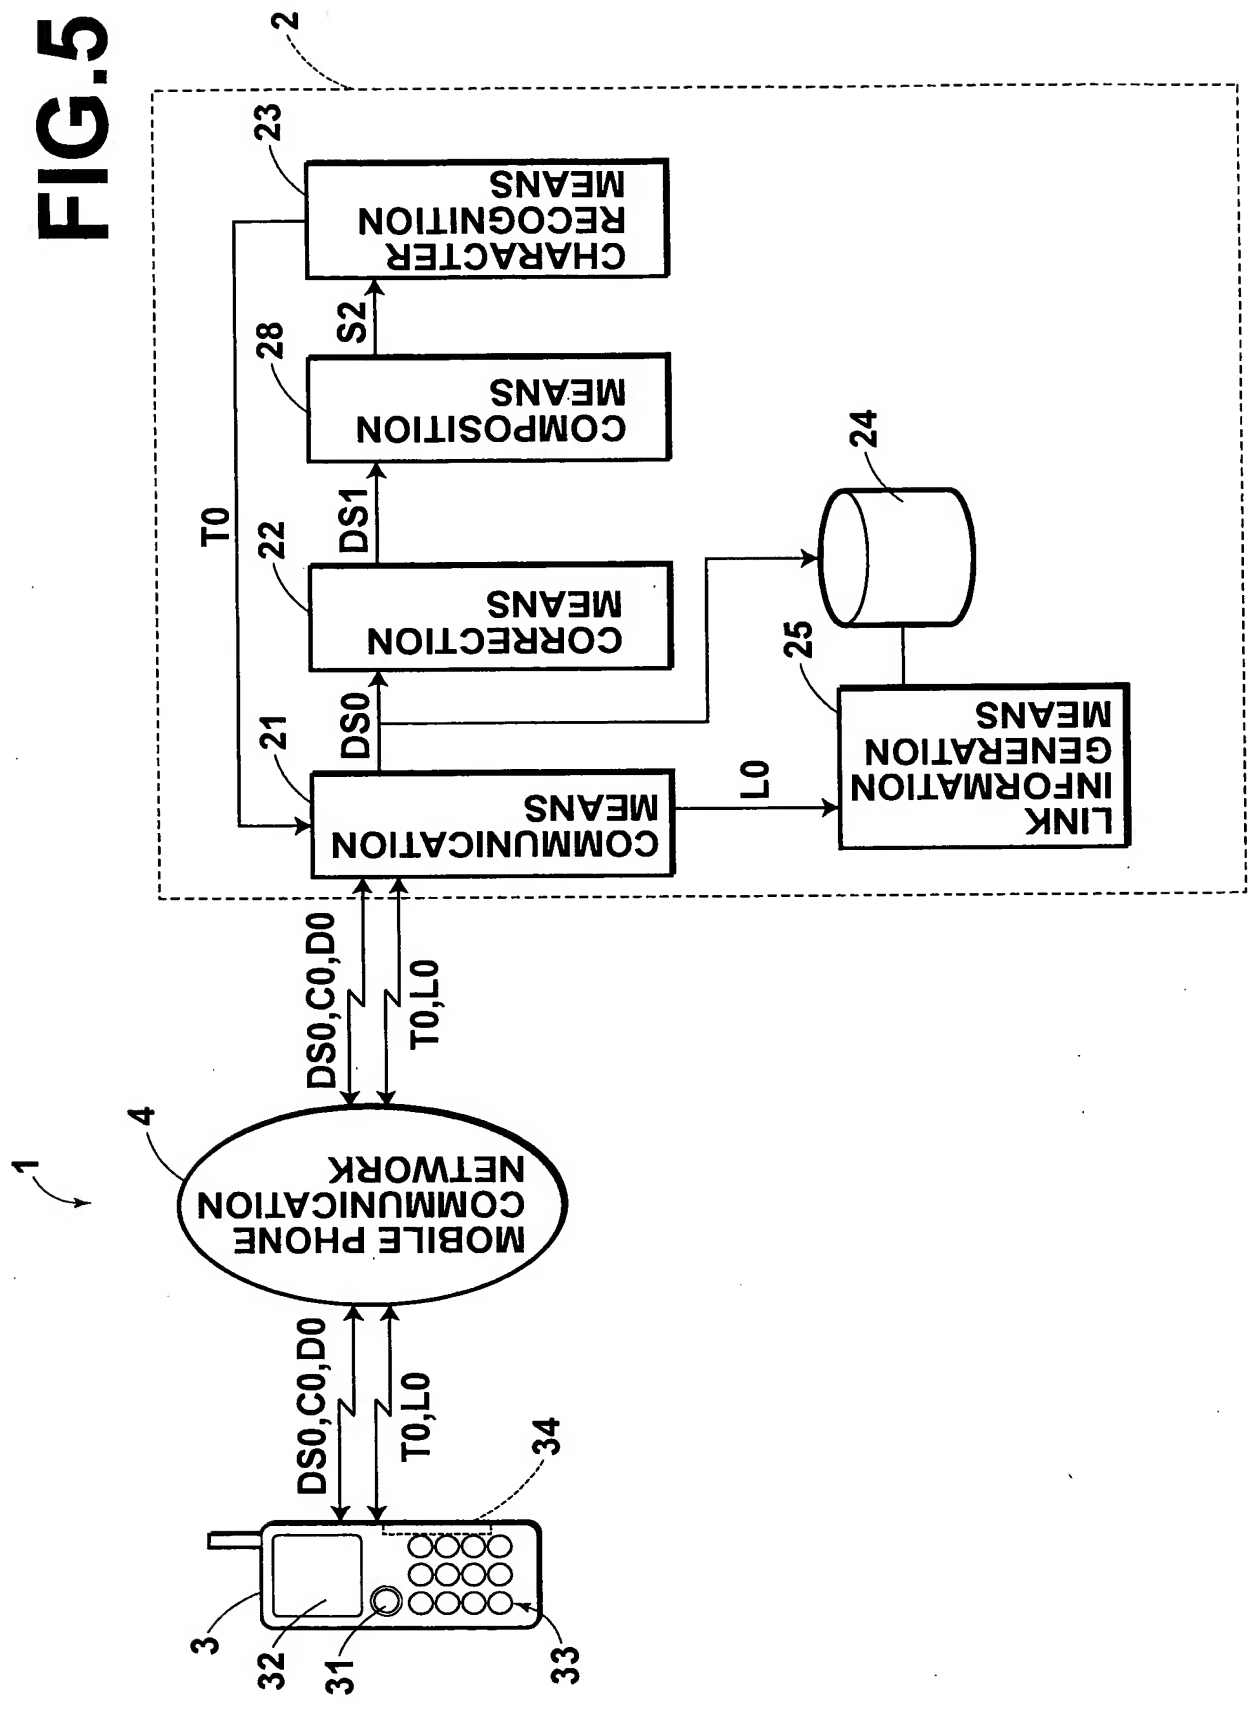 FIG.5
1
2
3
32
31
33
34
DS0,C0,D0
T0,L0
4
MOBILE PHONE
COMMUNICATION
NETWORK
DS0,C0,D0
T0,L0
T0
21
COMMUNICATION
MEANS
DS0
22
CORRECTION
MEANS
DS1
28
COMPOSITION
MEANS
S2
23
CHARACTER
RECOGNITION
MEANS
L0
25
LINK
INFORMATION
GENERATION
MEANS
24